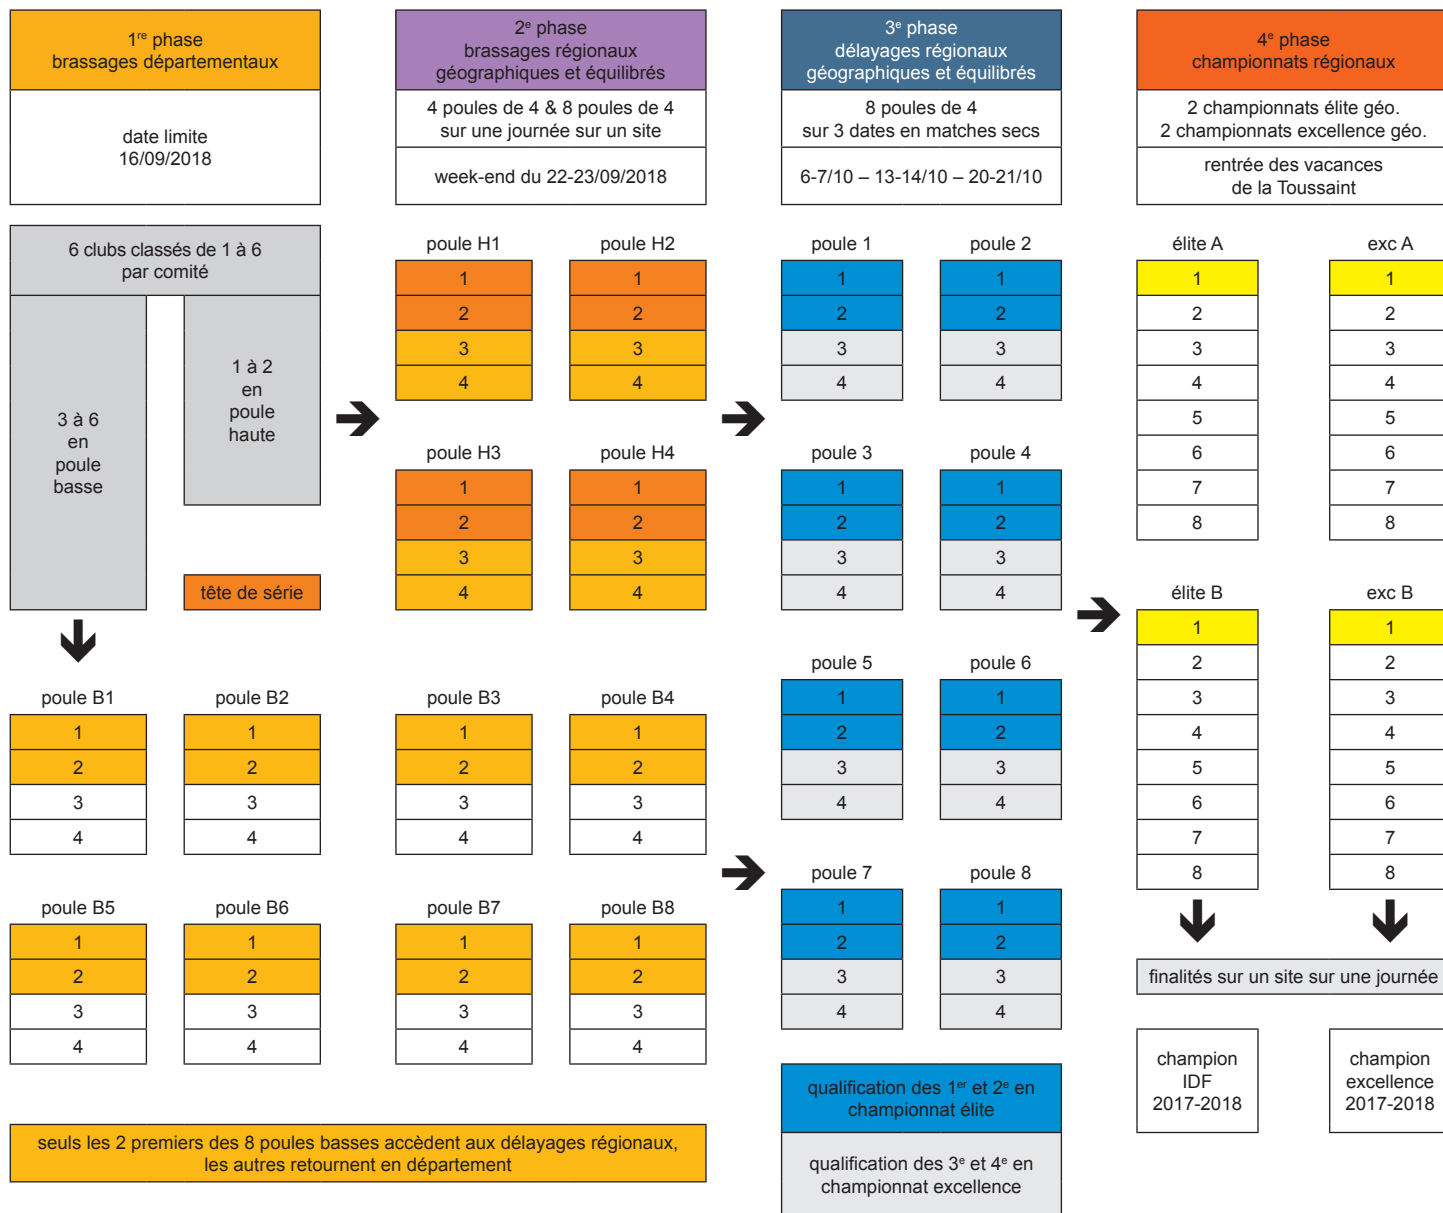 1re phase
brassages départementaux
date limite
16/09/2018
2e phase
brassages régionaux
géographiques et équilibrés
4 poules de 4 & 8 poules de 4
sur une journée sur un site
week-end du 22-23/09/2018
3e phase
délayages régionaux
géographiques et équilibrés
8 poules de 4
sur 3 dates en matches secs
6-7/10 – 13-14/10 – 20-21/10
4e phase
championnats régionaux
2 championnats élite géo.
2 championnats excellence géo.
rentrée des vacances
de la Toussaint
6 clubs classés de 1 à 6
par comité
3 à 6
en
poule
basse
1 à 2
en
poule
haute
tête de série
poule H1
1
2
3
4
poule H2
1
2
3
4
poule H3
1
2
3
4
poule H4
1
2
3
4
poule B1
1
2
3
4
poule B2
1
2
3
4
poule B3
1
2
3
4
poule B4
1
2
3
4
poule B5
1
2
3
4
poule B6
1
2
3
4
poule B7
1
2
3
4
poule B8
1
2
3
4
seuls les 2 premiers des 8 poules basses accèdent aux délayages régionaux,
les autres retournent en département
poule 1
1
2
3
4
poule 2
1
2
3
4
poule 3
1
2
3
4
poule 4
1
2
3
4
poule 5
1
2
3
4
poule 6
1
2
3
4
poule 7
1
2
3
4
poule 8
1
2
3
4
qualification des 1er et 2e en
championnat élite
qualification des 3e et 4e en
championnat excellence
élite A
1
2
3
4
5
6
7
8
exc A
1
2
3
4
5
6
7
8
élite B
1
2
3
4
5
6
7
8
exc B
1
2
3
4
5
6
7
8
finalités sur un site sur une journée
champion
IDF
2017-2018
champion
excellence
2017-2018